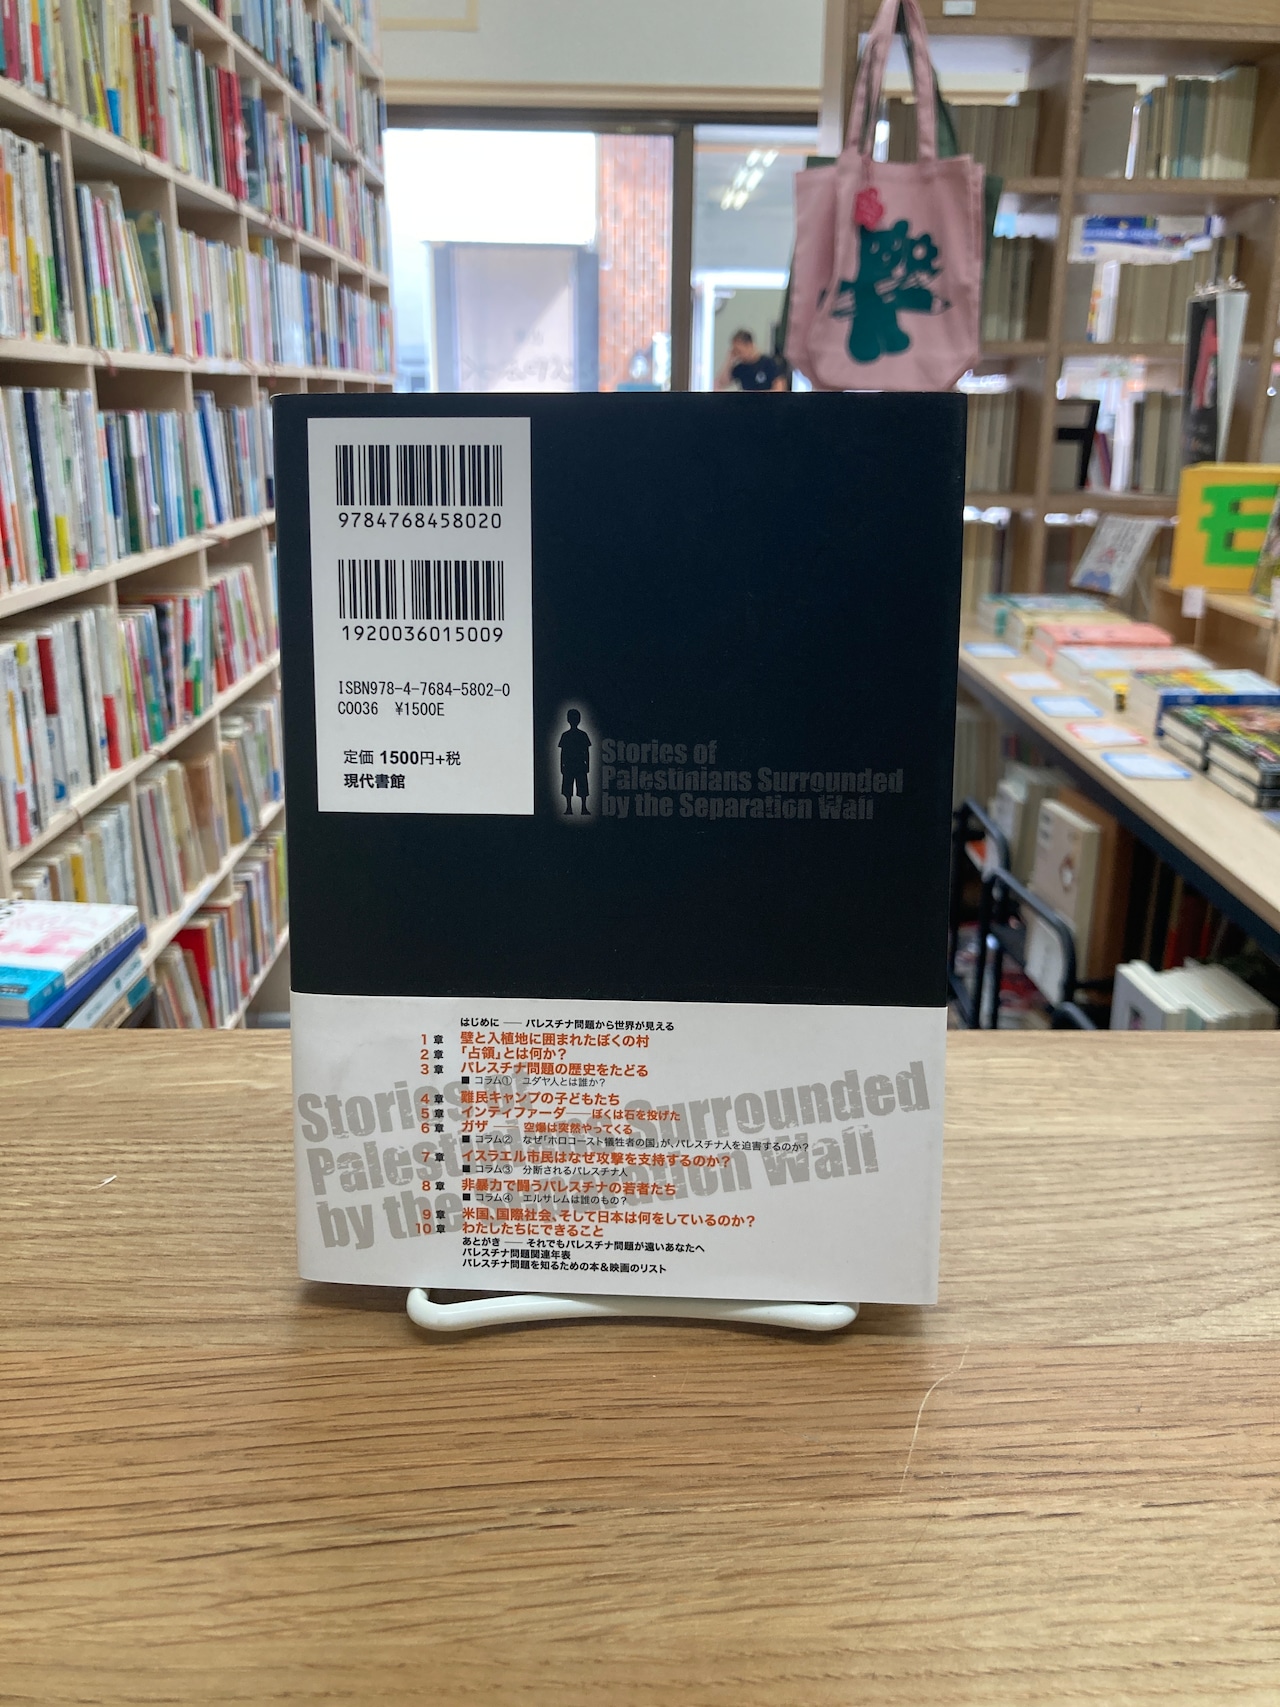 9784768458020
1920036015009
ISBN978-4-7684-5802-0
C0036 ¥1500E
定価 1500円+税
現代書館
Stories of
Palestinians Surrounded
by the Separation Wall
はじめに ── パレスチナ問題から世界が見える
1章 壁と入植地に囲まれたぼくの村
2章 「占領」とは何か?
3章 パレスチナ問題の歴史をたどる
■ コラム① ユダヤ人とは誰か?
4章 難民キャンプの子どもたち
5章 インティファーダ──ぼくは石を投げた
6章 ガザ ── 空爆は突然やってくる
■ コラム② なぜ「ホロコースト犠牲者の国」が、パレスチナ人を迫害するのか?
7章 イスラエル市民はなぜ攻撃を支持するのか?
■ コラム③ 分断されるパレスチナ人
8章 非暴力で闘うパレスチナの若者たち
■ コラム④ エルサレムは誰のもの?
9章 米国、国際社会、そして日本は何をしているのか?
10章 わたしたちにできること
あとがき ── それでもパレスチナ問題が遠いあなたへ
パレスチナ問題関連年表
パレスチナ問題を知るための本&映画のリスト
Stories of
Palestinians Surrounded
by the Separation Wall